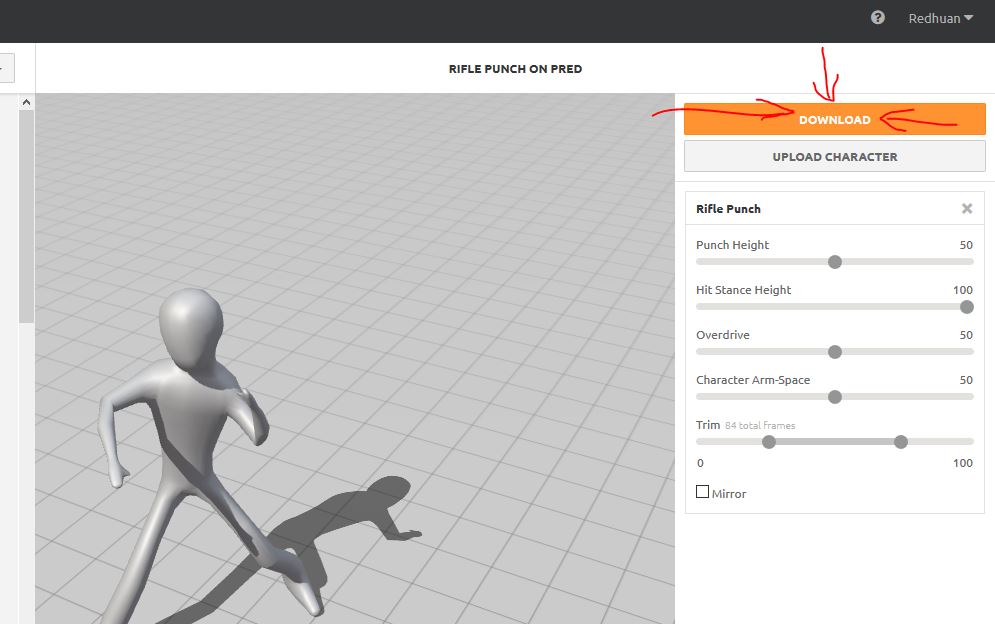 Redhuan
RIFLE PUNCH ON PRED
DOWNLOAD
UPLOAD CHARACTER
Rifle Punch
Punch Height 50
Hit Stance Height 100
Overdrive 50
Character Arm-Space 50
Trim 84 total frames
0 100
Mirror